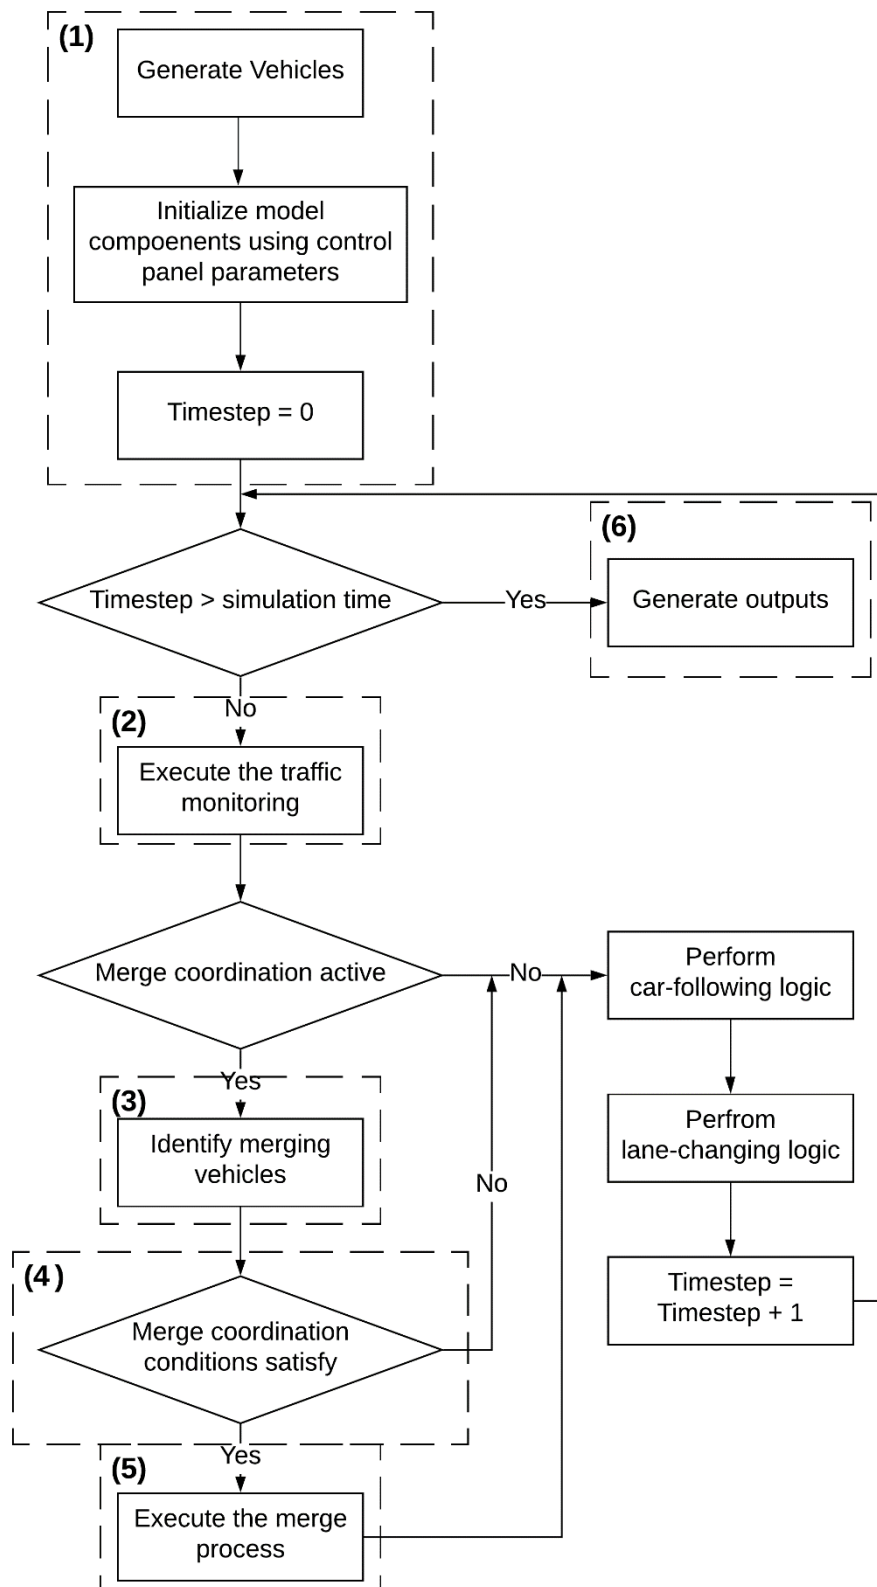 (1)
Generate Vehicles
Initialize model
compoenents using control
panel parameters
Timestep = 0
Timestep > simulation time
Yes
(6)
Generate outputs
No
(2)
Execute the traffic
monitoring
Merge coordination active
No
Perform
car-following logic
Yes
(3)
Identify merging
vehicles
No
Perfrom
lane-changing logic
(4)
Merge coordination
conditions satisfy
Timestep =
Timestep + 1
Yes
(5)
Execute the merge
process